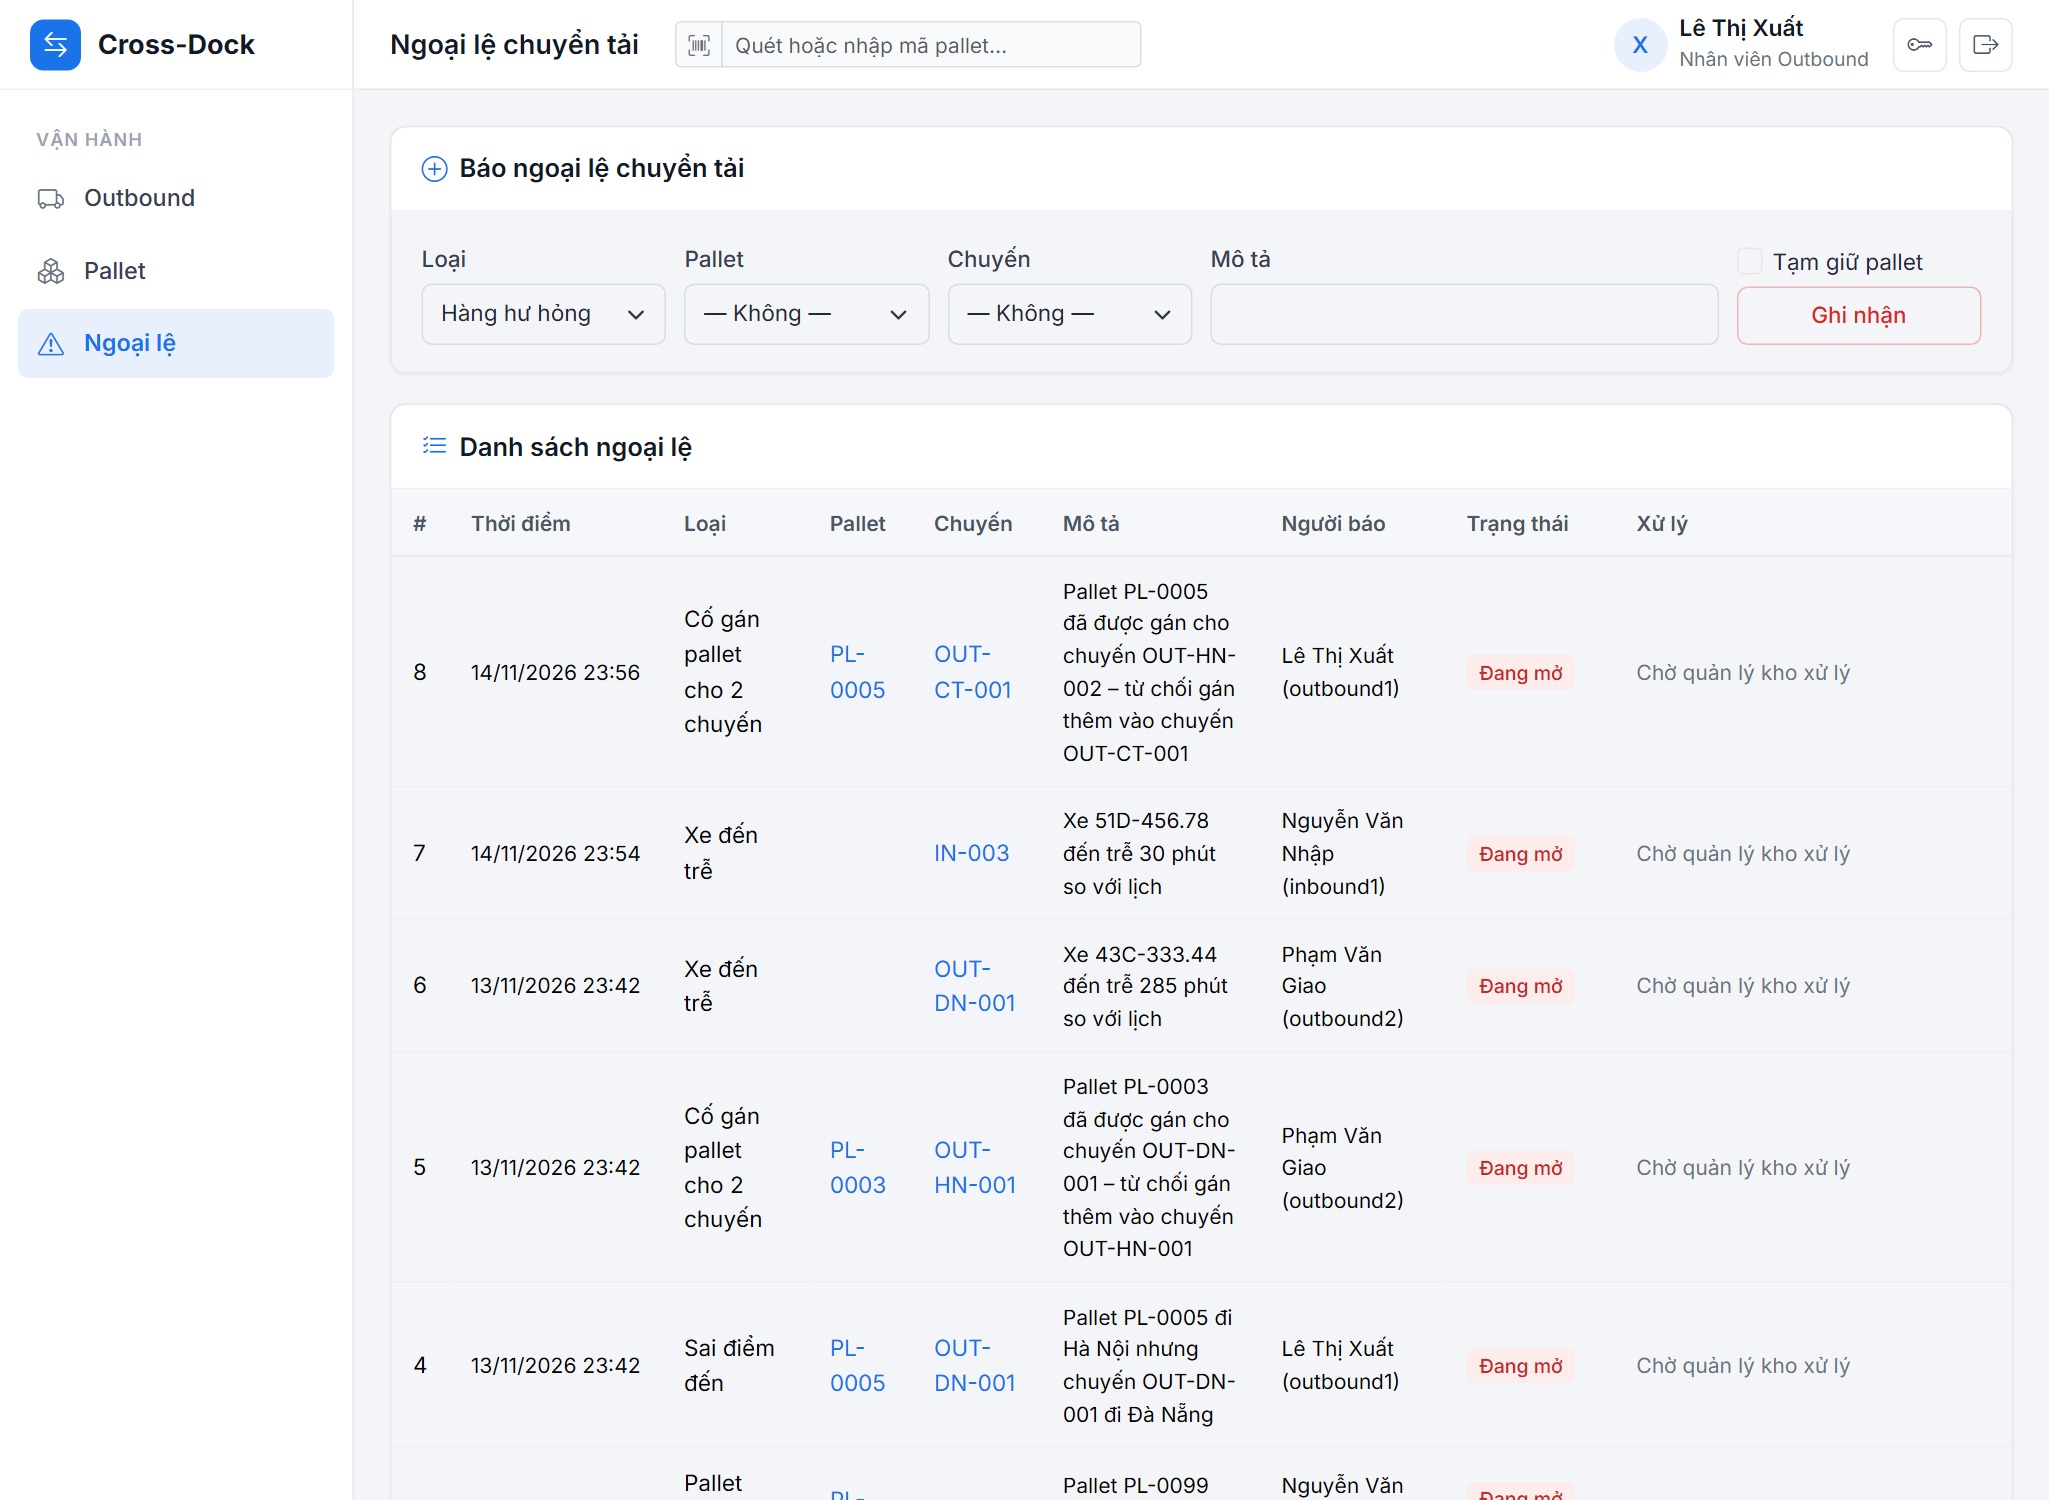 Cross-Dock
Ngoại lệ chuyển tải
Quét hoặc nhập mã pallet...
X
Lê Thị Xuất
Nhân viên Outbound
VẬN HÀNH
Outbound
Pallet
Ngoại lệ
Báo ngoại lệ chuyển tải
Loại
Pallet
Chuyến
Mô tả
Tạm giữ pallet
Hàng hư hỏng
— Không —
— Không —
Ghi nhận
Danh sách ngoại lệ
# Thời điểm Loại Pallet Chuyến Mô tả Người báo Trạng thái Xử lý
8
14/11/2026 23:56
Cố gán
pallet
cho 2
chuyến
PL-
0005
OUT-
CT-001
Pallet PL-0005
đã được gán cho
chuyến OUT-HN-
002 – từ chối gán
thêm vào chuyến
OUT-CT-001
Lê Thị Xuất
(outbound1)
Đang mở
Chờ quản lý kho xử lý
7
14/11/2026 23:54
Xe đến
trễ
IN-003
Xe 51D-456.78
đến trễ 30 phút
so với lịch
Nguyễn Văn
Nhập
(inbound1)
Đang mở
Chờ quản lý kho xử lý
6
13/11/2026 23:42
Xe đến
trễ
OUT-
DN-001
Xe 43C-333.44
đến trễ 285 phút
so với lịch
Phạm Văn
Giao
(outbound2)
Đang mở
Chờ quản lý kho xử lý
5
13/11/2026 23:42
Cố gán
pallet
cho 2
chuyến
PL-
0003
OUT-
HN-001
Pallet PL-0003
đã được gán cho
chuyến OUT-DN-
001 – từ chối gán
thêm vào chuyến
OUT-HN-001
Phạm Văn
Giao
(outbound2)
Đang mở
Chờ quản lý kho xử lý
4
13/11/2026 23:42
Sai điểm
đến
PL-
0005
OUT-
DN-001
Pallet PL-0005 đi
Hà Nội nhưng
chuyến OUT-DN-
001 đi Đà Nẵng
Lê Thị Xuất
(outbound1)
Đang mở
Chờ quản lý kho xử lý
Pallet
PL-
Pallet PL-0099
Nguyễn Văn
Đang mở